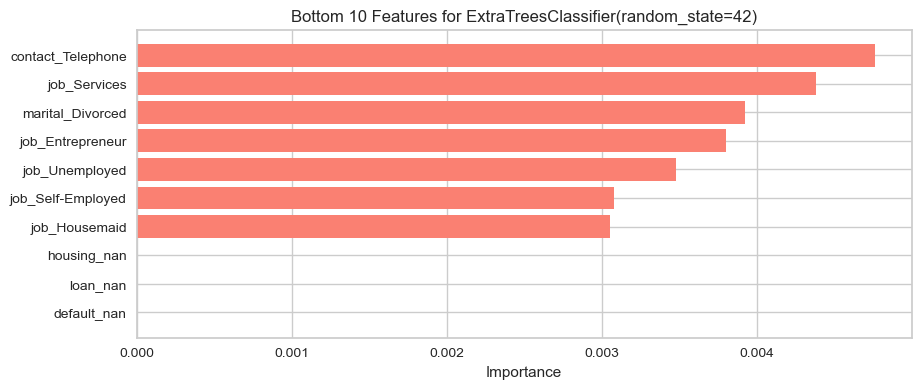 Bottom 10 Features for ExtraTreesClassifier(random_state=42)
contact_Telephone
job_Services
marital_Divorced
job_Entrepreneur
job_Unemployed
job_Self-Employed
job_Housemaid
housing_nan
loan_nan
default_nan
0.000 0.001 0.002 0.003 0.004
Importance